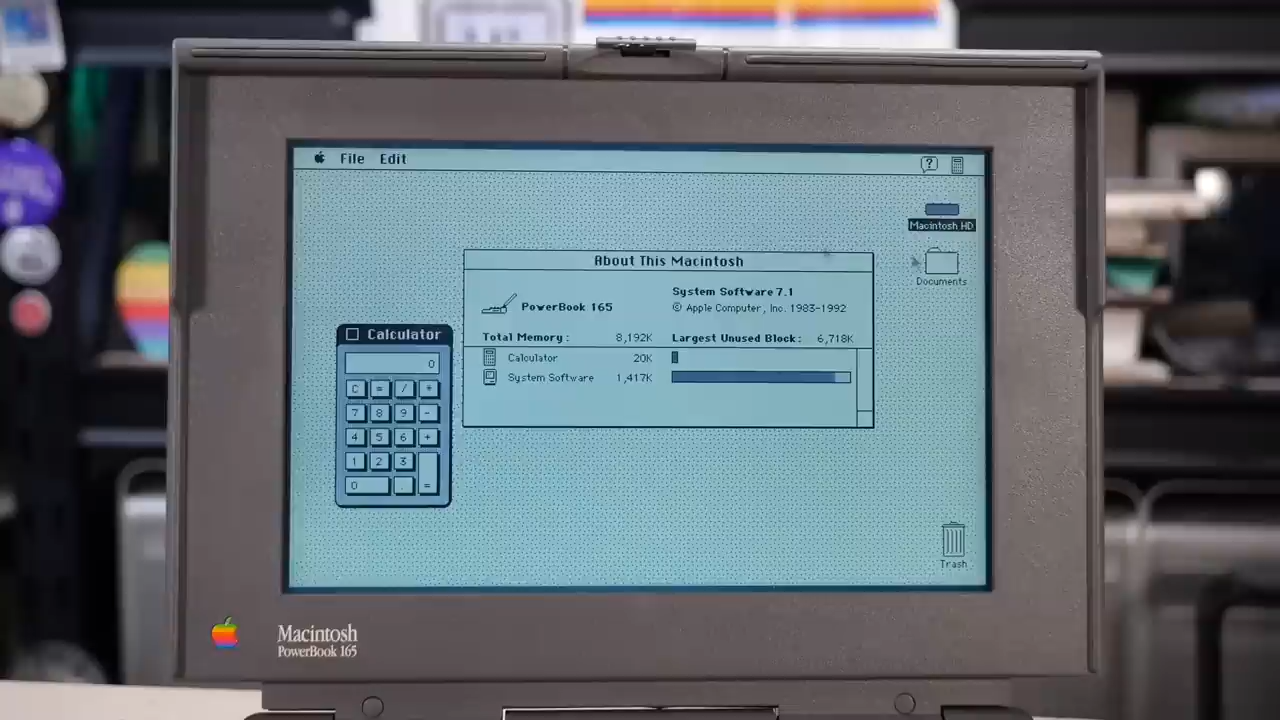 File Edit
Macintosh HD
Documents
About This Macintosh
PowerBook 165
System Software 7.1
© Apple Computer, Inc. 1983-1992
Total Memory : 8,192K Largest Unused Block : 6,718K
Calculator 20K
System Software 1,417K
Calculator
0
C = / *
7 8 9 -
4 5 6 +
1 2 3
0 . =
Trash
Macintosh
PowerBook 165